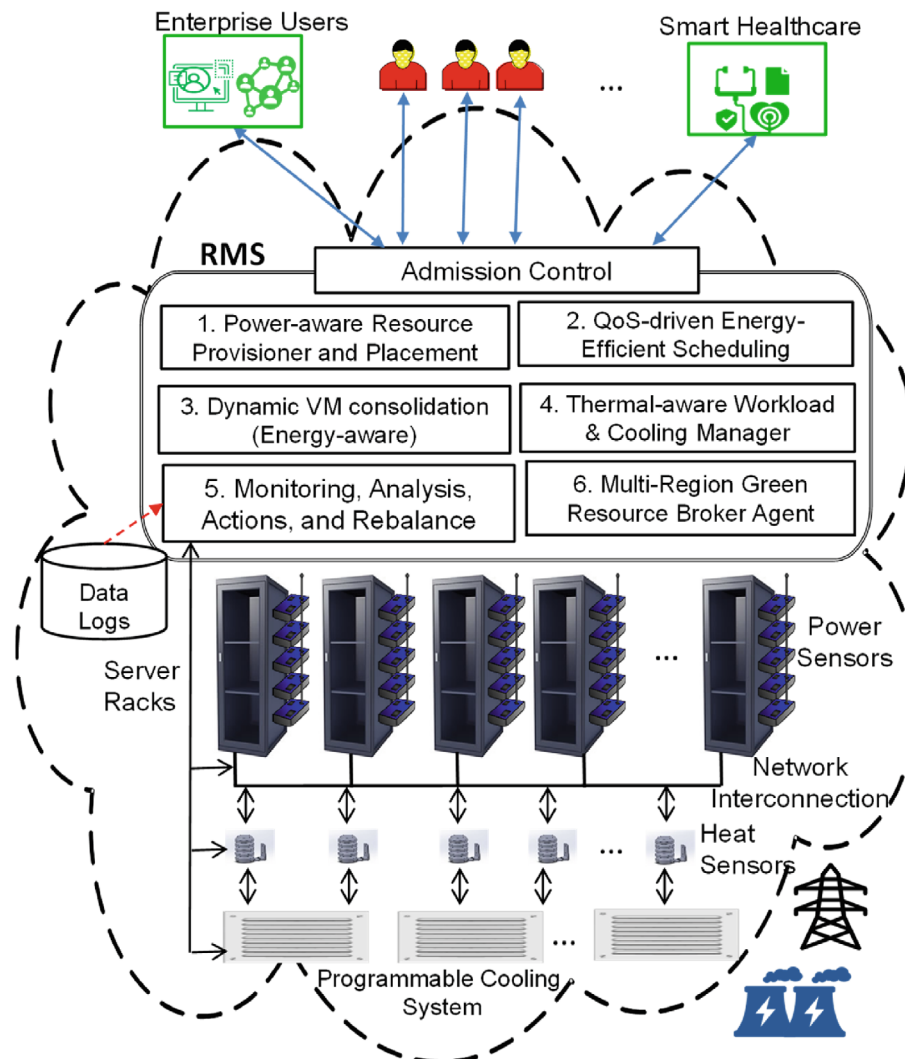 Enterprise Users
Smart Healthcare
...
RMS
Admission Control
1. Power-aware Resource
Provisioner and Placement
2. QoS-driven Energy-
Efficient Scheduling
3. Dynamic VM consolidation
(Energy-aware)
4. Thermal-aware Workload
& Cooling Manager
5. Monitoring, Analysis,
Actions, and Rebalance
6. Multi-Region Green
Resource Broker Agent
Data
Logs
Server
Racks
...
Power
Sensors
Network
Interconnection
...
Heat
Sensors
...
Programmable Cooling
System